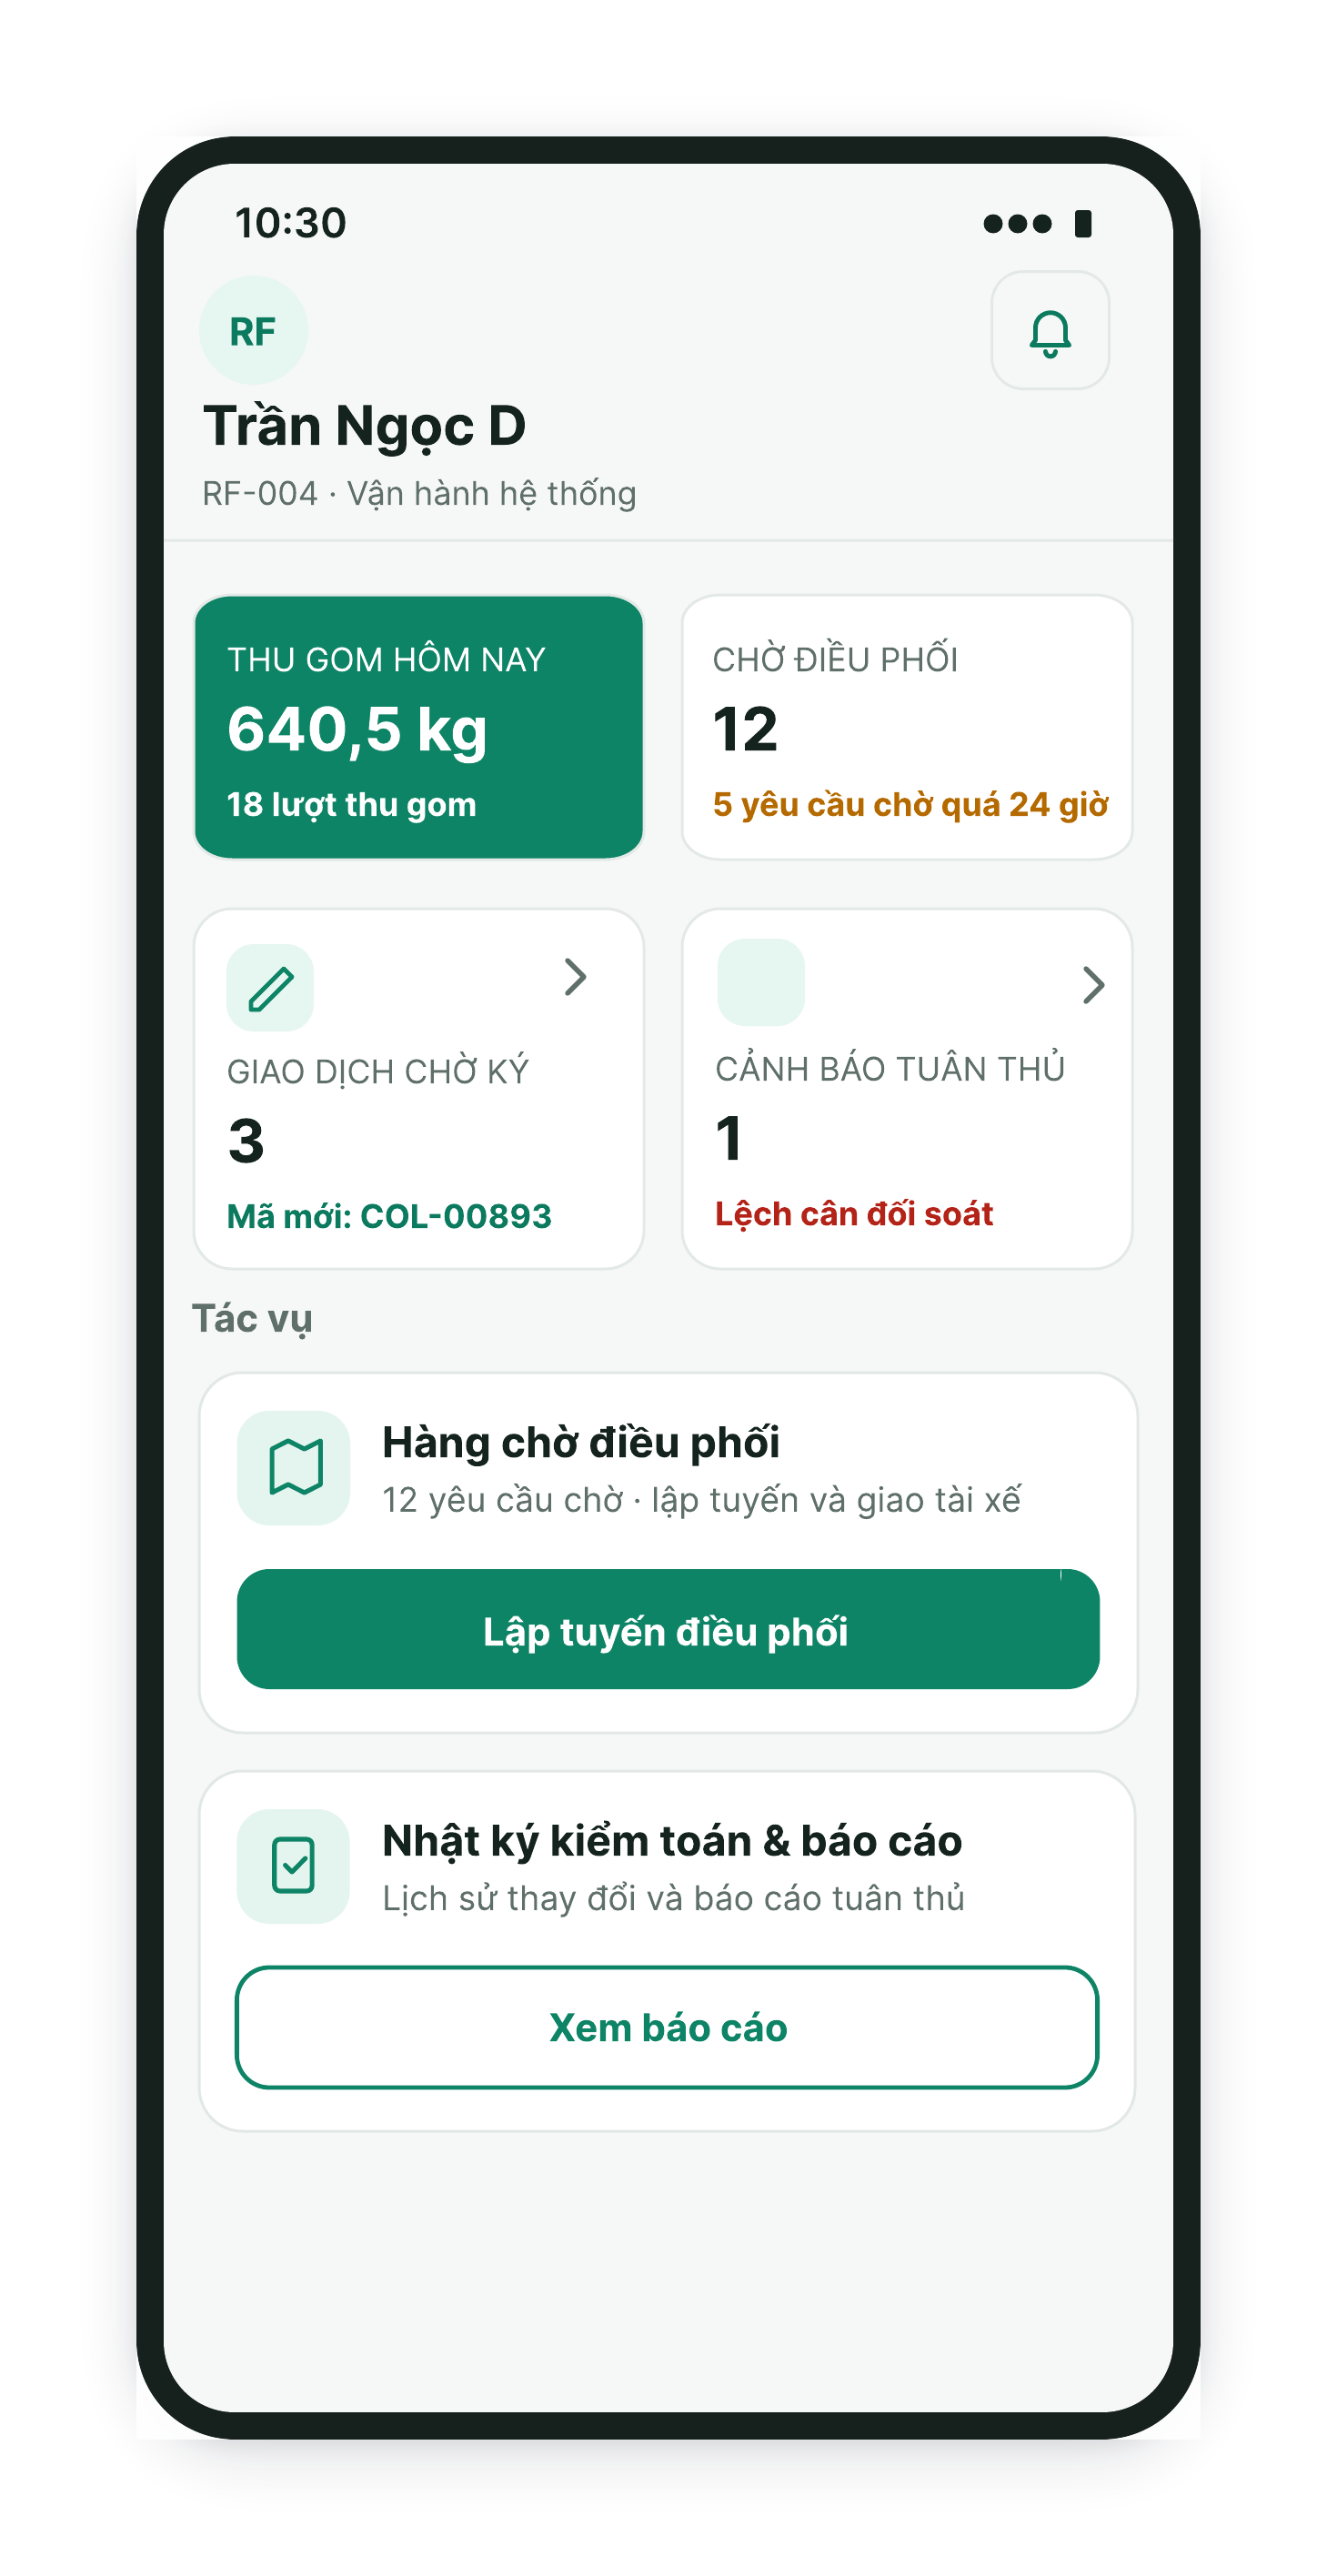 10:30
RF
Trần Ngọc D
RF-004 · Vận hành hệ thống
THU GOM HÔM NAY
640,5 kg
18 lượt thu gom
CHỜ ĐIỀU PHỐI
12
5 yêu cầu chờ quá 24 giờ
GIAO DỊCH CHỜ KÝ
3
Mã mới: COL-00893
CẢNH BÁO TUÂN THỦ
1
Lệch cân đối soát
Tác vụ
Hàng chờ điều phối
12 yêu cầu chờ · lập tuyến và giao tài xế
Lập tuyến điều phối
Nhật ký kiểm toán & báo cáo
Lịch sử thay đổi và báo cáo tuân thủ
Xem báo cáo